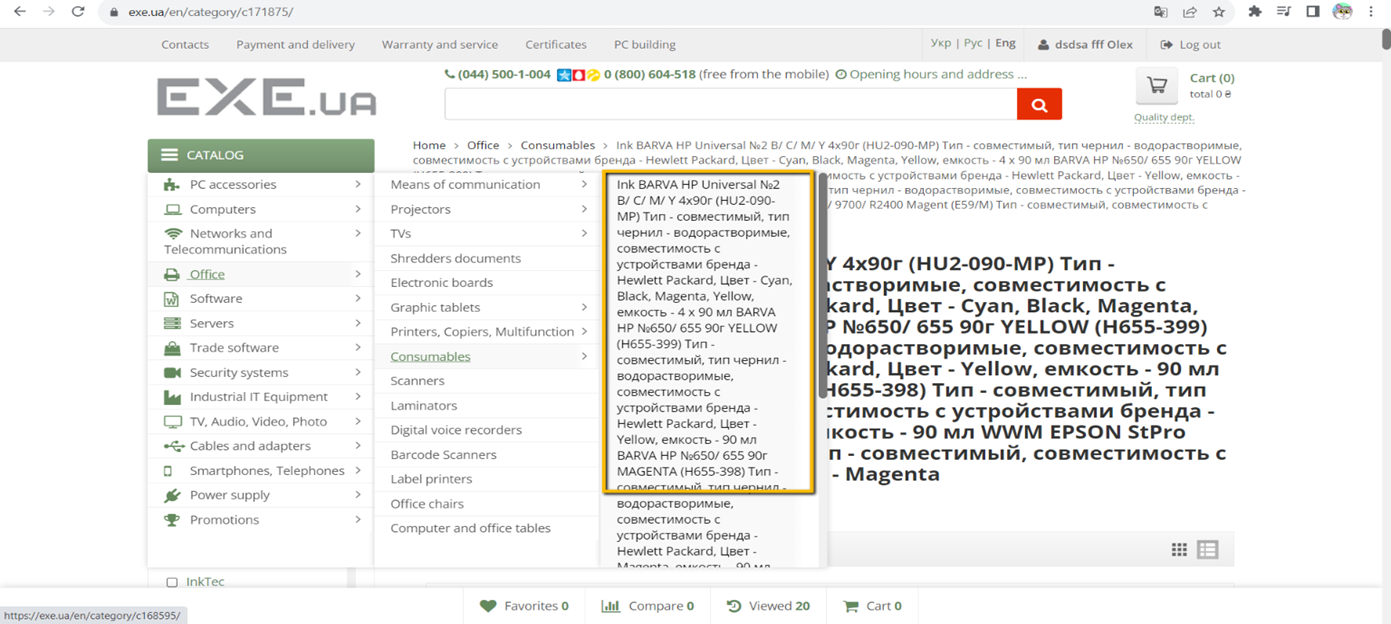 exe.ua/en/category/c171875/
Contacts
Payment and delivery
Warranty and service
Certificates
PC building
Укр | Рус | Eng
dsdsa fff Olex
Log out
EXE.UA
(044) 500-1-004
0 (800) 604-518 (free from the mobile)
Opening hours and address ...
Cart (0)
total 0 ₴
Quality dept.
CATALOG
Home > Office > Consumables > Ink BARVA HP Universal №2 B/ C/ M/ Y 4x90г (HU2-090-MP) Тип - совместимый, тип чернил - водорастворимые,
совместимость с устройствами бренда - Hewlett Packard, Цвет - Cyan, Black, Magenta, Yellow, емкость - 4 x 90 мл BARVA HP №650/ 655 90г YELLOW
имость с устройствами бренда - Hewlett Packard, Цвет - Yellow, емкость -
тип чернил - водорастворимые, совместимость с устройствами бренда -
/ 9700/ R2400 Magent (E59/M) Тип - совместимый, совместимость с
PC accessories
Computers
Networks and
Telecommunications
Office
Software
Servers
Trade software
Security systems
Industrial IT Equipment
TV, Audio, Video, Photo
Cables and adapters
Smartphones, Telephones
Power supply
Promotions
Means of communication
Projectors
TVs
Shredders documents
Electronic boards
Graphic tablets
Printers, Copiers, Multifunction
Consumables
Scanners
Laminators
Digital voice recorders
Barcode Scanners
Label printers
Office chairs
Computer and office tables
Ink BARVA HP Universal №2
B/ C/ M/ Y 4x90г (HU2-090-
MP) Тип - совместимый, тип
чернил - водорастворимые,
совместимость с
устройствами бренда -
Hewlett Packard, Цвет - Cyan,
Black, Magenta, Yellow,
емкость - 4 x 90 мл BARVA
HP №650/ 655 90г YELLOW
(H655-399) Тип -
совместимый, тип чернил -
водорастворимые,
совместимость с
устройствами бренда -
Hewlett Packard, Цвет -
Yellow, емкость - 90 мл
BARVA HP №650/ 655 90г
MAGENTA (H655-398) Тип -
совместимый, тип чернил -
водорастворимые,
совместимость с
устройствами бренда -
Hewlett Packard, Цвет -
Magenta, емкость - 90 мл
Y 4x90г (HU2-090-MP) Тип -
створимые, совместимость с
kard, Цвет - Cyan, Black, Magenta,
P №650/ 655 90г YELLOW (H655-399)
одорастворимые, совместимость с
kard, Цвет - Yellow, емкость - 90 мл
H655-398) Тип - совместимый, тип
стимость с устройствами бренда -
мкость - 90 мл WWM EPSON StPro
п - совместимый, совместимость с
- Magenta
InkTec
Favorites 0
Compare 0
Viewed 20
Cart 0
https://exe.ua/en/category/c168595/